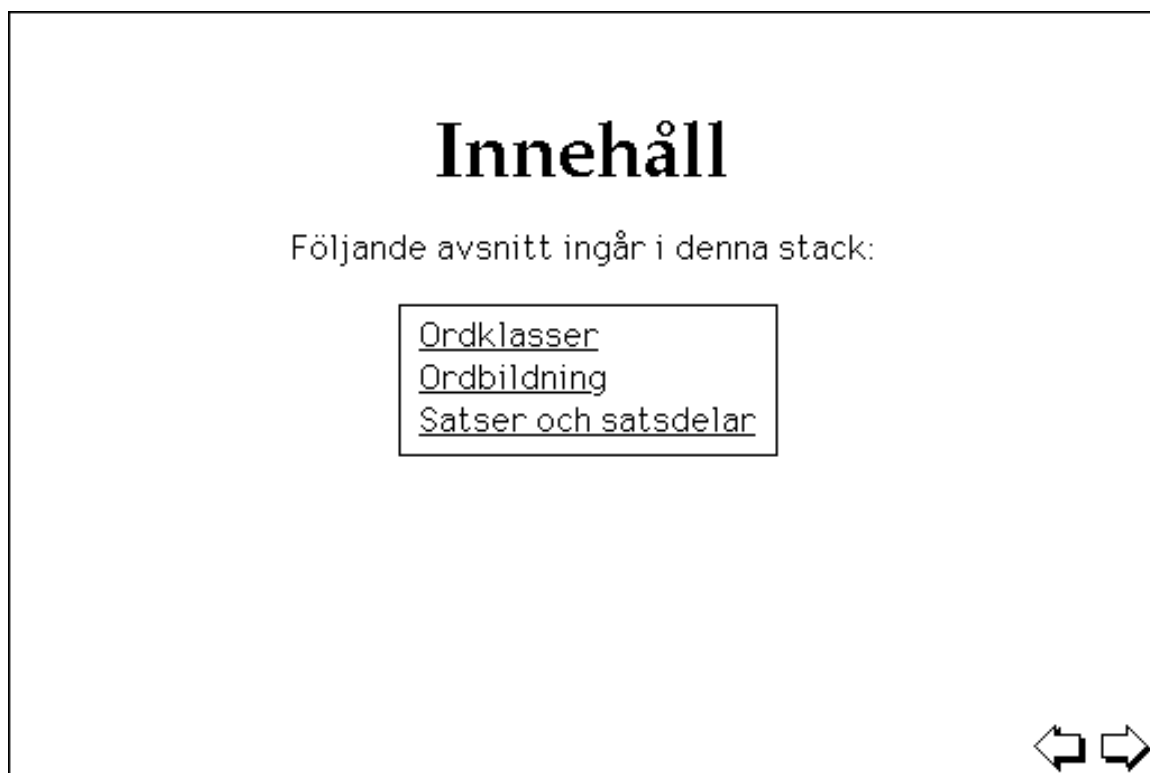 Innehåll
Följande avsnitt ingår i denna stack:
Ordklasser
Ordbildning
Satser och satsdelar